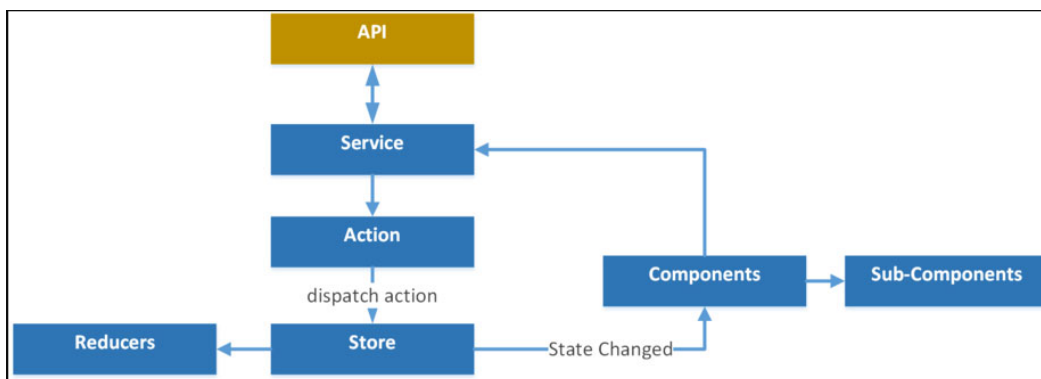 API
Service
Action
dispatch action
Components
Sub-Components
Reducers
Store
State Changed